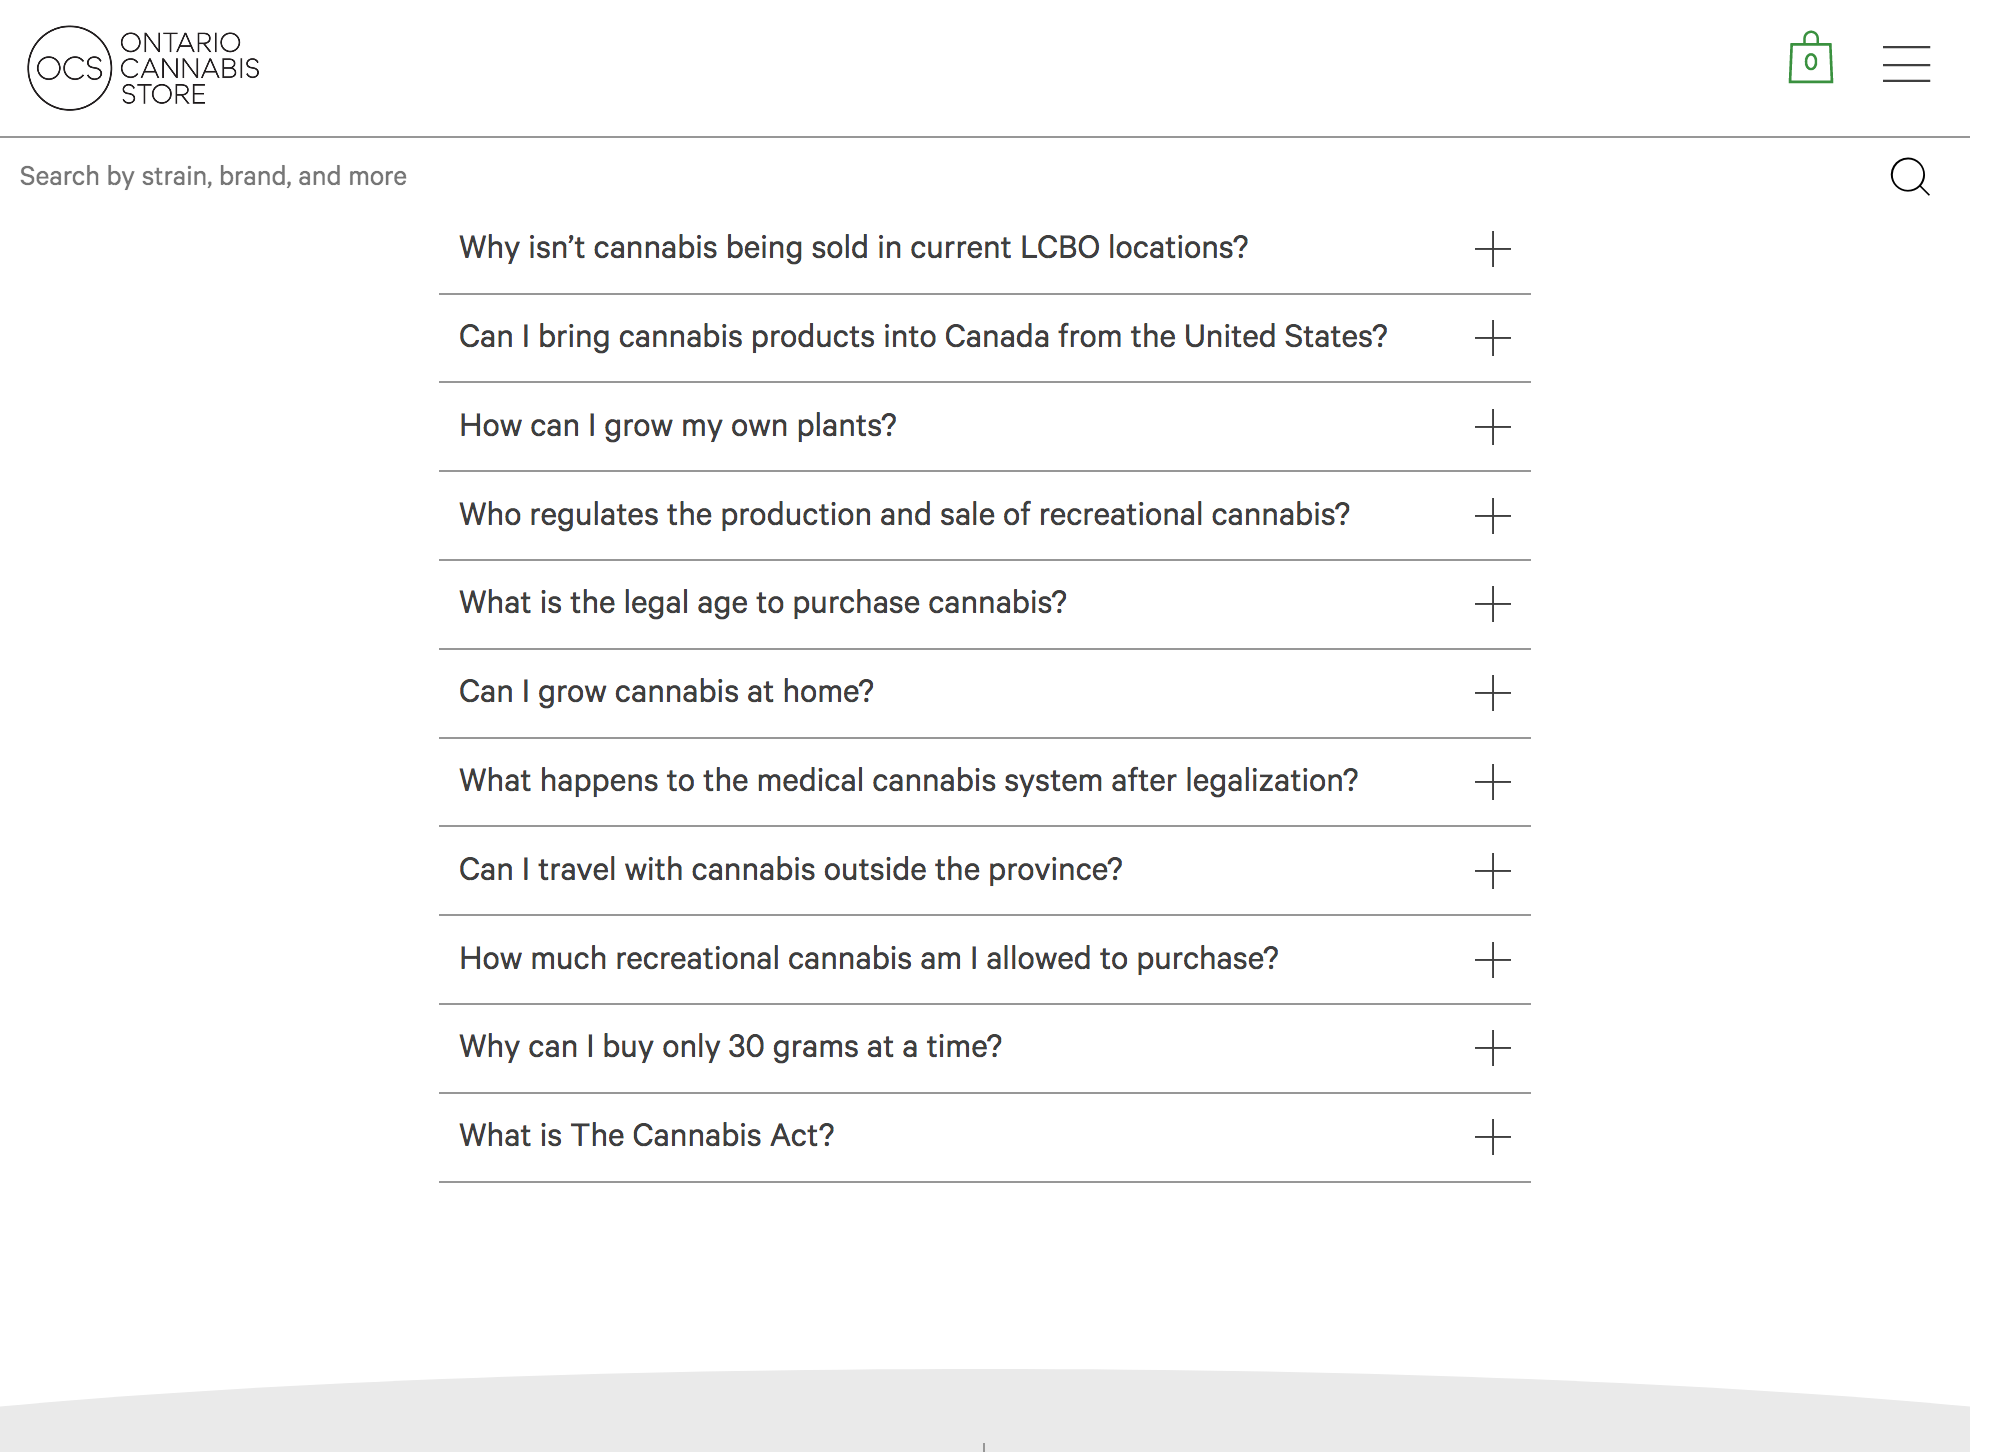 OCS
ONTARIO
CANNABIS
STORE
0
Search by strain, brand, and more
Why isn’t cannabis being sold in current LCBO locations?
Can I bring cannabis products into Canada from the United States?
How can I grow my own plants?
Who regulates the production and sale of recreational cannabis?
What is the legal age to purchase cannabis?
Can I grow cannabis at home?
What happens to the medical cannabis system after legalization?
Can I travel with cannabis outside the province?
How much recreational cannabis am I allowed to purchase?
Why can I buy only 30 grams at a time?
What is The Cannabis Act?